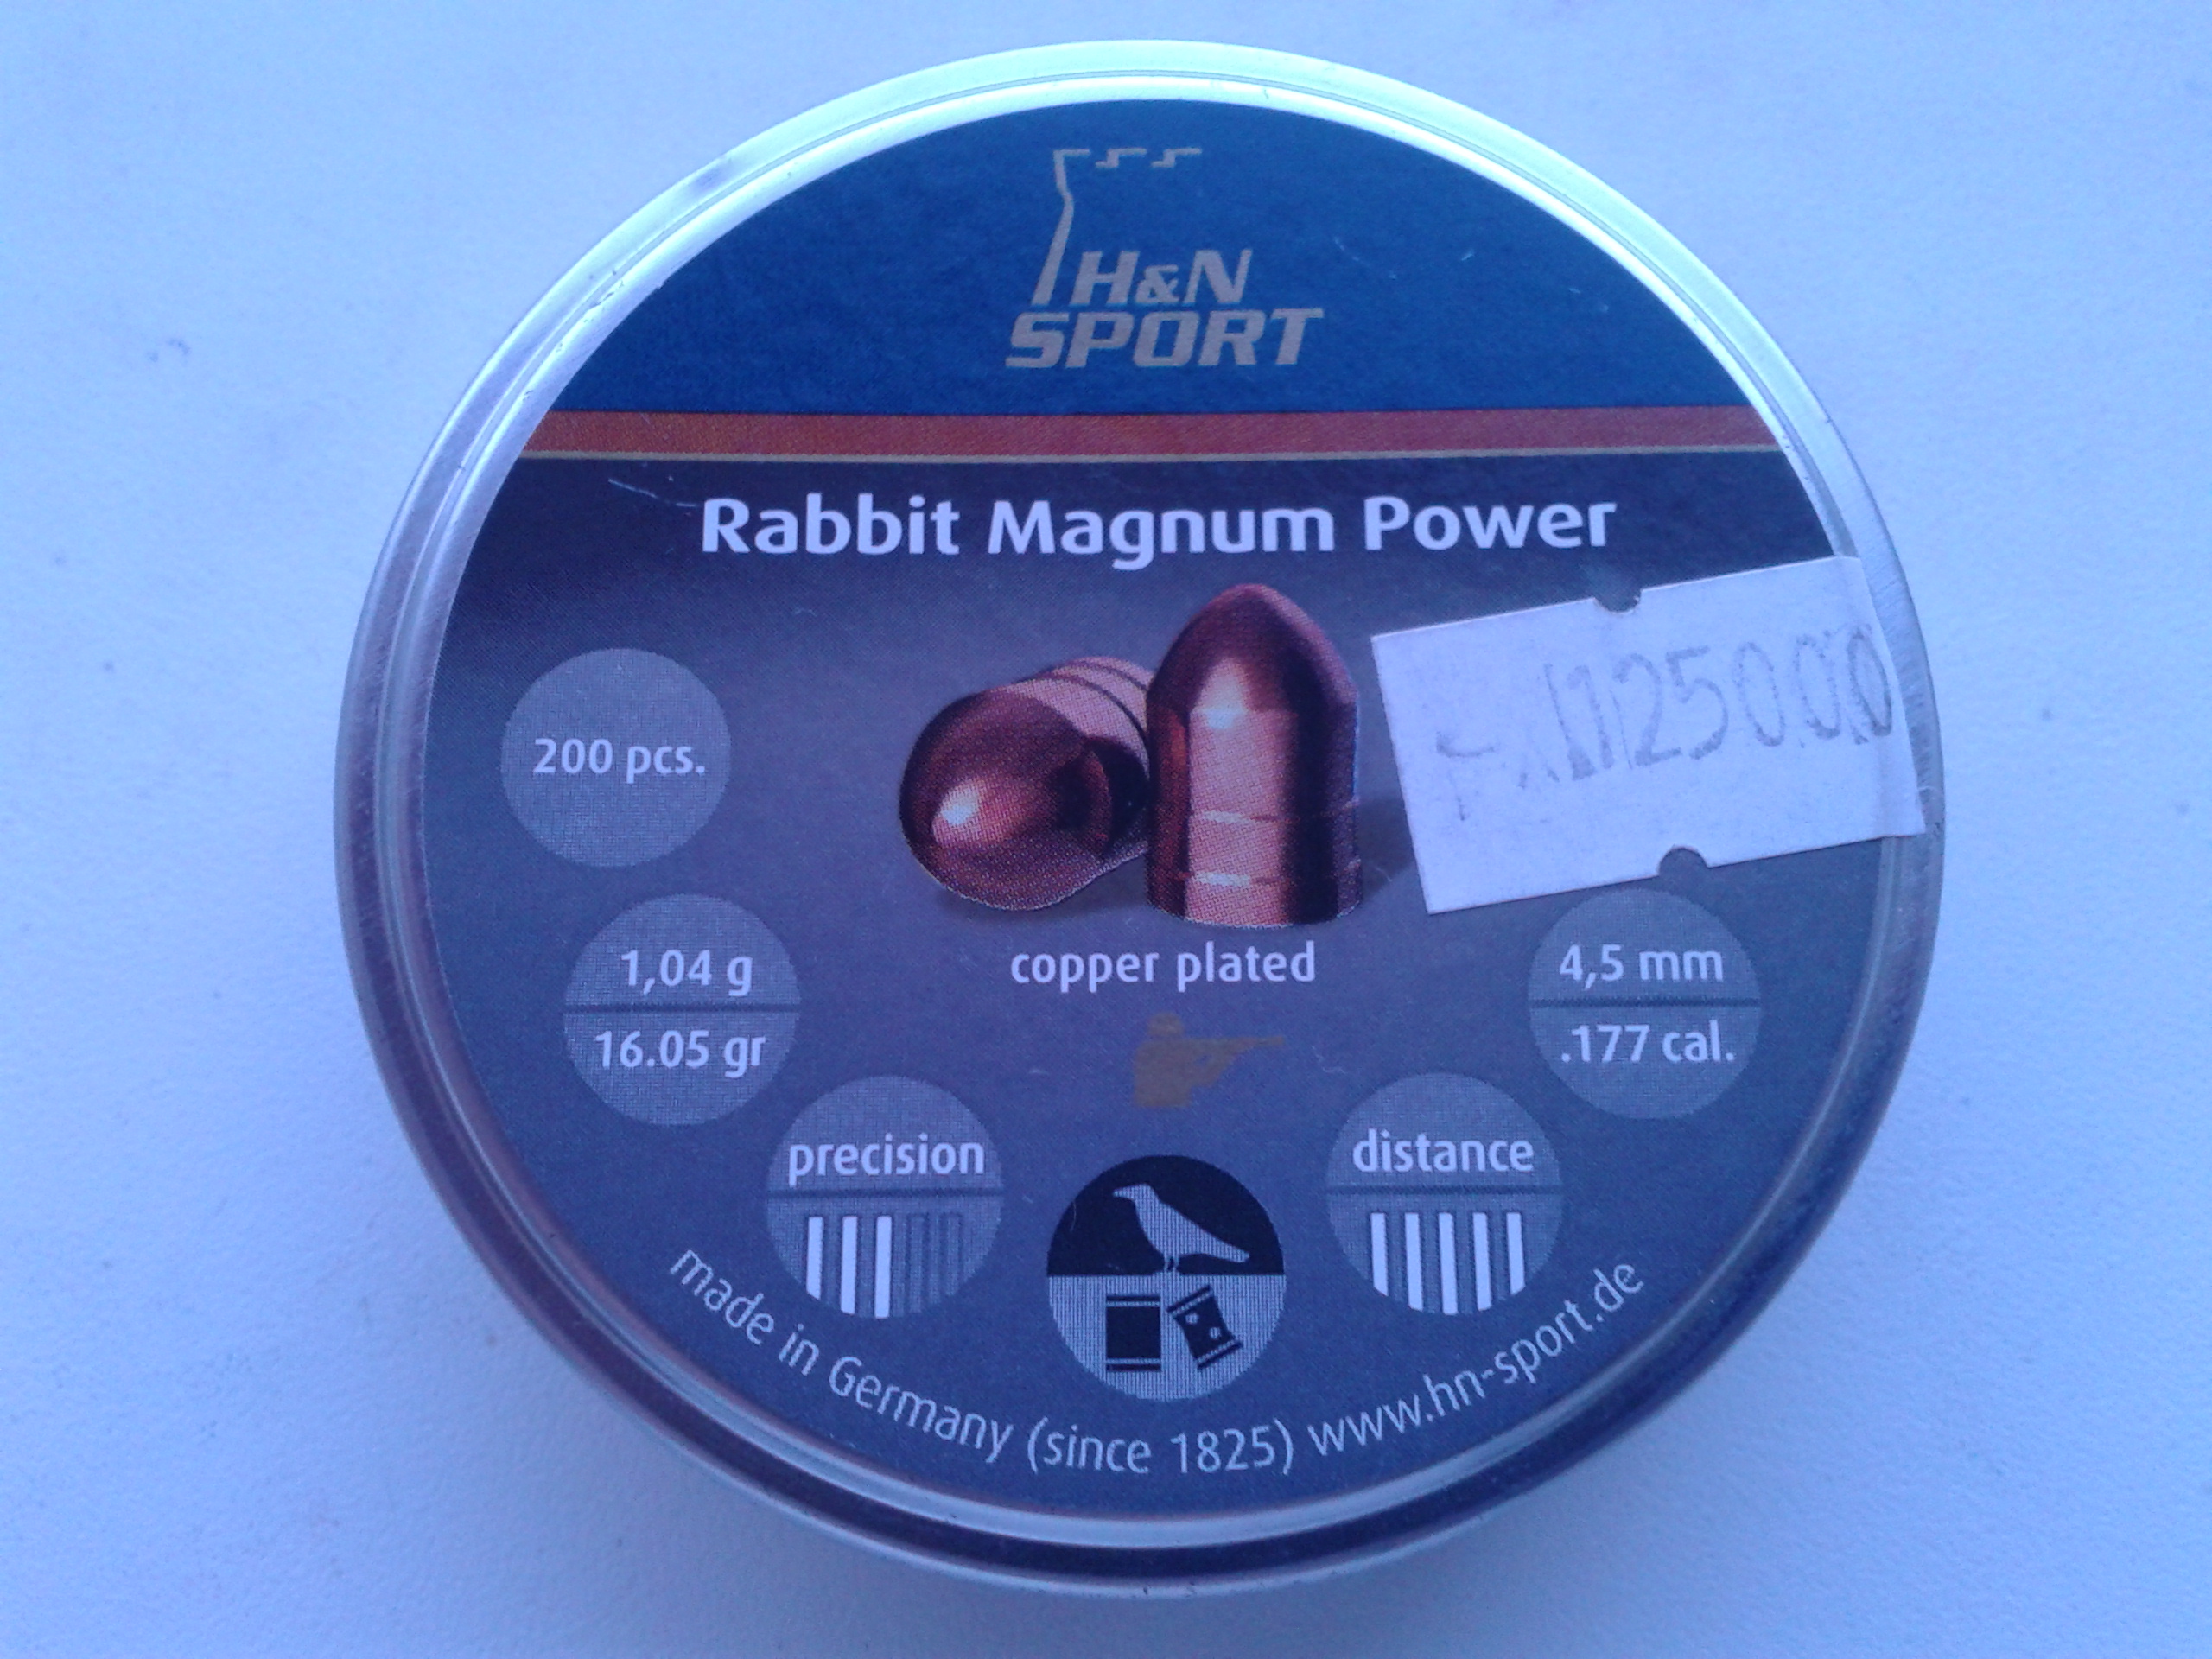 H&N
SPORT
Rabbit Magnum Power
200 pcs.
1,04 g
16.05 gr
copper plated
4,5 mm
.177 cal.
precision
distance
made in Germany (since 1825) www.hn-sport.de